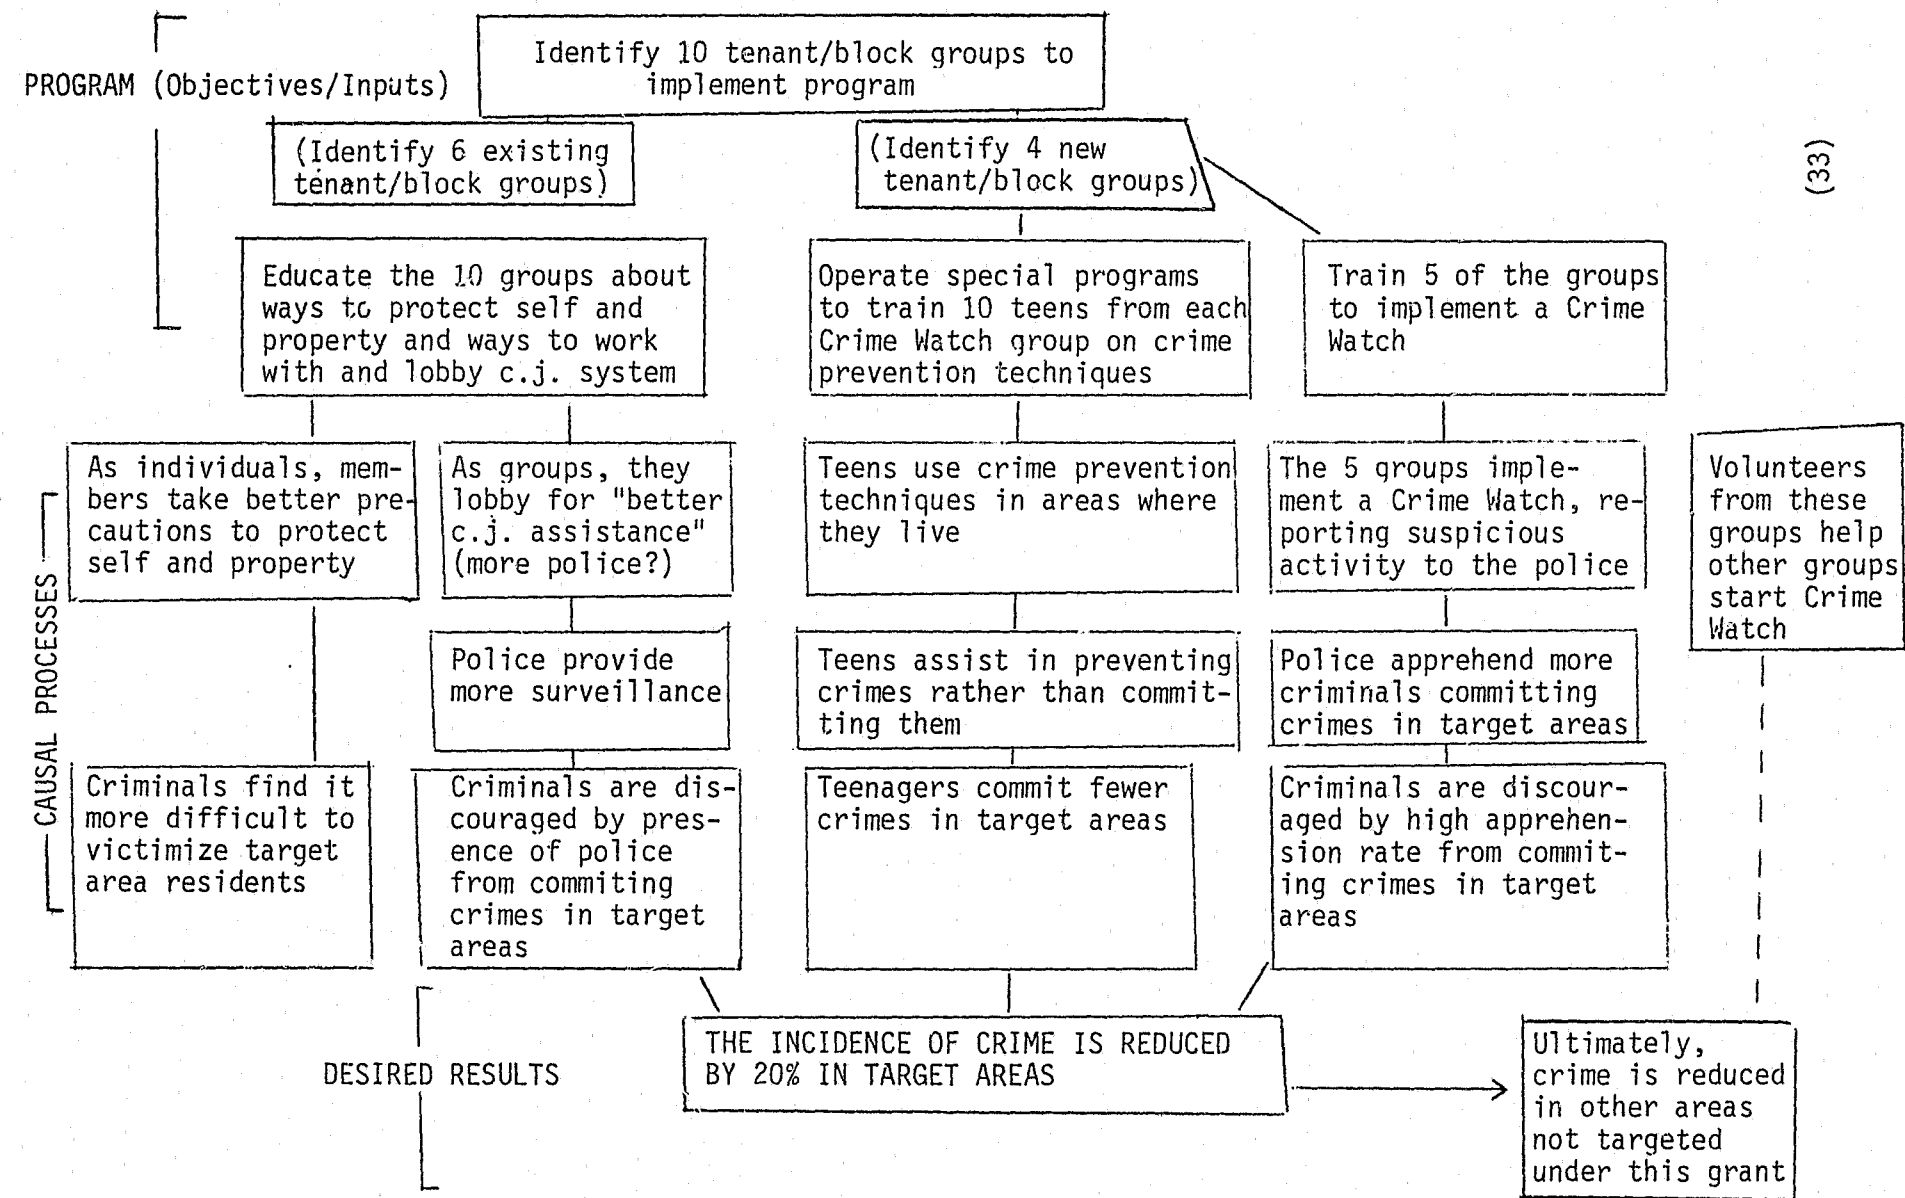 Identify 10 tenant/block groups to
implement program
PROGRAM (Objectives/Inputs)
(Identify 6 existing
tenant/block groups)
(Identify 4 new
tenant/block groups)
(33)
Educate the 10 groups about
ways to protect self and
property and ways to work
with and lobby c.j. system
Operate special programs
to train 10 teens from each
Crime Watch group on crime
prevention techniques
Train 5 of the groups
to implement a Crime
Watch
CAUSAL PROCESSES
As individuals, mem-
bers take better pre-
cautions to protect
self and property
As groups, they
lobby for "better
c.j. assistance"
(more police?)
Teens use crime prevention
techniques in areas where
they live
The 5 groups imple-
ment a Crime Watch, re-
porting suspicious
activity to the police
Volunteers
from these
groups help
other groups
start Crime
Watch
Police provide
more surveillance
Teens assist in preventing
crimes rather than commit-
ting them
Police apprehend more
criminals committing
crimes in target areas
Criminals find it
more difficult to
victimize target
area residents
Criminals are dis-
couraged by pres-
ence of police
from commiting
crimes in target
areas
Teenagers commit fewer
crimes in target areas
Criminals are discour-
aged by high apprehen-
sion rate from commit-
ing crimes in target
areas
DESIRED RESULTS
THE INCIDENCE OF CRIME IS REDUCED
BY 20% IN TARGET AREAS
Ultimately,
crime is reduced
in other areas
not targeted
under this grant